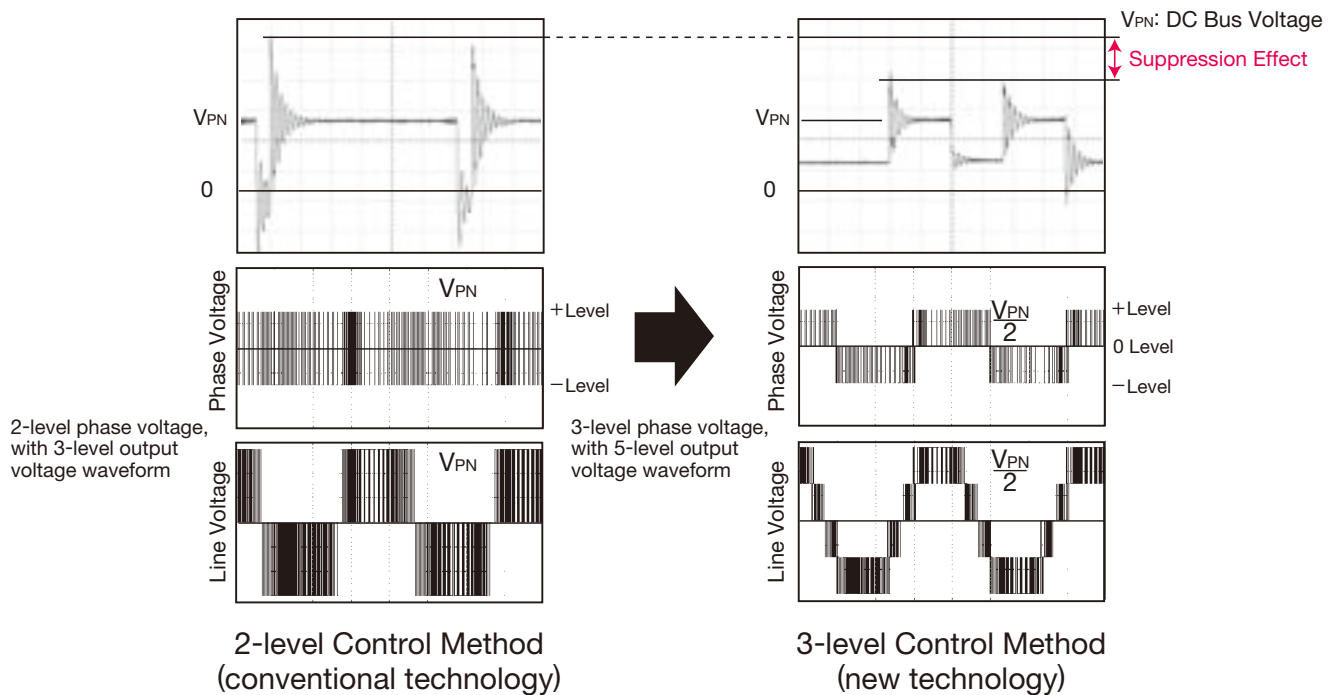 VPN: DC Bus Voltage
Suppression Effect
VPN
0
VPN
0
Phase Voltage
VPN
+Level
−Level
Phase Voltage
VPN
2
+Level
0 Level
−Level
2-level phase voltage,
with 3-level output
voltage waveform
Line Voltage
VPN
3-level phase voltage,
with 5-level output
voltage waveform
Line Voltage
VPN
2
2-level Control Method
(conventional technology)
3-level Control Method
(new technology)